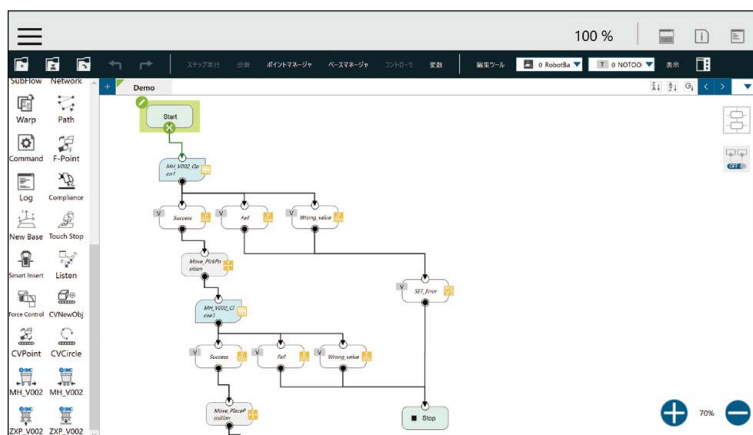 100 %
ステップ実行 診断 ポイントマネージャ ベースマネージャ コントローラ 変数 編集ツール 0 RobotBa T 0 NOTOO 表示
SubFlow Network
Demo
Warp Path
Command F-Point
Log Compliance
New Base Touch Stop
Smart Insert Listen
Force Control CVNewObj
CVPoint CVCircle
MH_V002 MH_V002
ZXP_V002 ZXP_V002
Start
MH_V002_Op
en1
V Success V Fail V Wrong_value
Move_PickPo
sition
V SET_Error
MH_V002_Cl
ose1
V Success V Fail V Wrong_value
Move_PlaceP
osition
Stop
OFF
70%